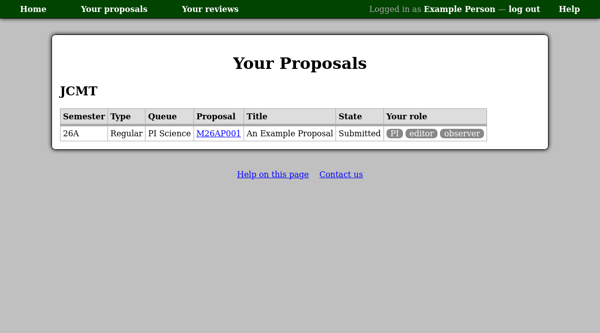 Home Your proposals Your reviews Logged in as Example Person — log out Help
Your Proposals
JCMT
Semester Type Queue Proposal Title State Your role
26A Regular PI Science M26AP001 An Example Proposal Submitted PI editor observer
Help on this page Contact us